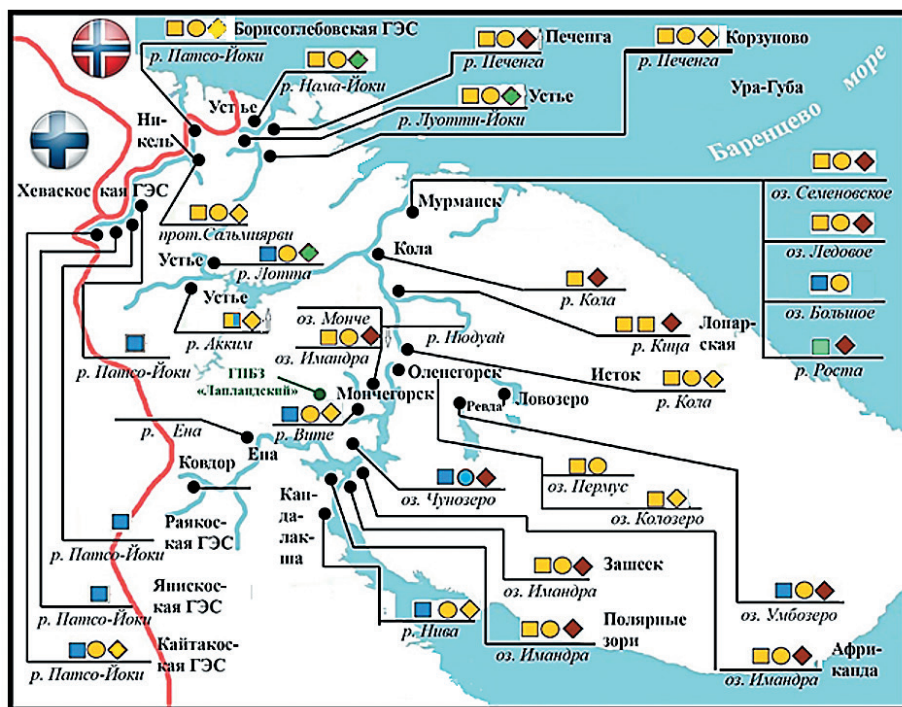 Борисоглебовская ГЭС
р. Патсо-Йоки
Печенга
р. Печенга
Корзуново
р. Печенга
Устье
р. Нама-Йоки
Устье
р. Луотти-Йоки
Ура-Губа
Баренцево море
Ни-
кель
Хеваскоская ГЭС
прот.Сальмиярви
Мурманск
оз. Семеновское
оз. Ледовое
оз. Большое
р. Роста
Кола
р. Кола
Устье
р. Лотта
Устье
р. Акким
р. Патсо-Йоки
оз. Монче
оз. Имандра
р. Нюдуай
Лопар-
ская
р. Кица
Оленегорск
Исток
р. Кола
ГПБЗ
«Лапландский»
Мончегорск
Ревда
Ловозеро
р. Вите
р. Ена
Ена
Ковдор
оз. Чунозеро
оз. Пермус
оз. Колозеро
Кан-
да-
лак-
ша
Раякос-
кая ГЭС
р. Патсо-Йоки
Янискос-
кая ГЭС
р. Патсо-Йоки
Кайтакос-
кая ГЭС
р. Патсо-Йоки
Зашеек
оз. Имандра
оз. Умбозеро
р. Нива
Полярные
зори
оз. Имандра
Афри-
канда
оз. Имандра